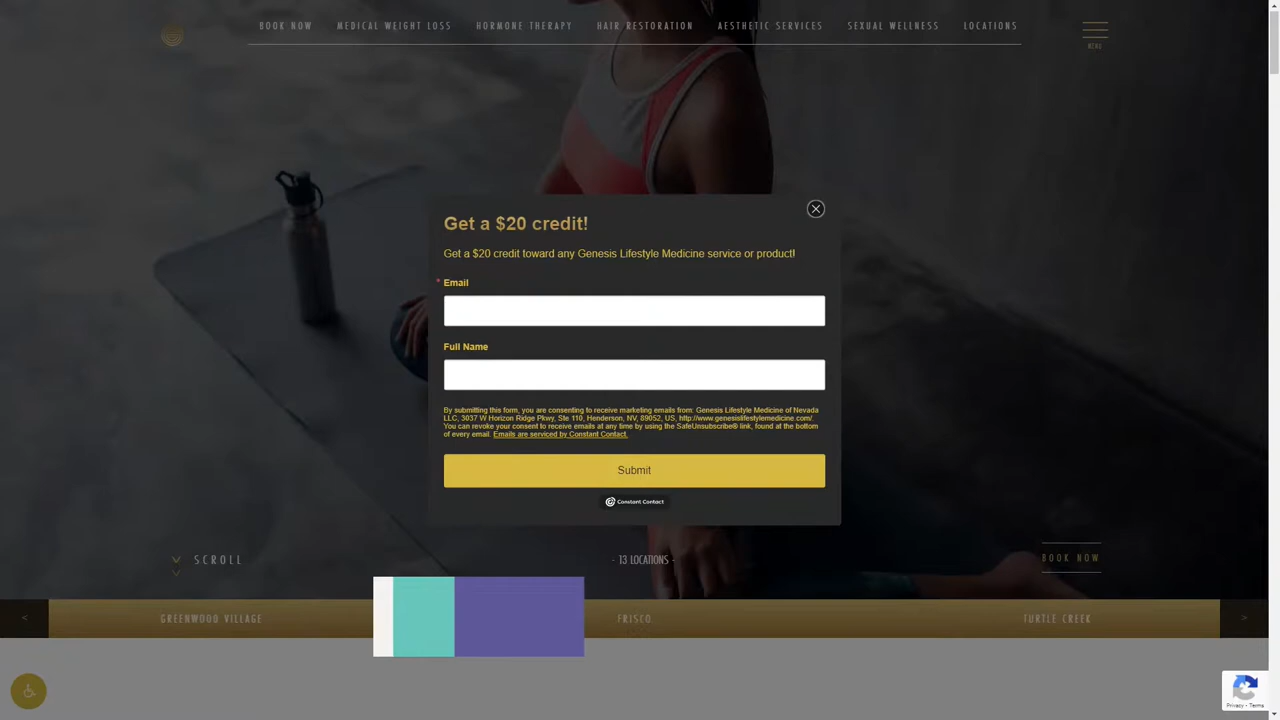 BOOK NOW MEDICAL WEIGHT LOSS HORMONE THERAPY HAIR RESTORATION AESTHETIC SERVICES SEXUAL WELLNESS LOCATIONS
MENU
Get a $20 credit!
Get a $20 credit toward any Genesis Lifestyle Medicine service or product!
* Email
Full Name
By submitting this form, you are consenting to receive marketing emails from: Genesis Lifestyle Medicine of Nevada
LLC, 3037 W Horizon Ridge Pkwy, Ste 110, Henderson, NV, 89052, US, http://www.genesislifestylemedicine.com/.
You can revoke your consent to receive emails at any time by using the SafeUnsubscribe® link, found at the bottom
of every email. Emails are serviced by Constant Contact.
Submit
Constant Contact
SCROLL - 13 LOCATIONS - BOOK NOW
< GREENWOOD VILLAGE FRISCO TURTLE CREEK >
Privacy - Terms